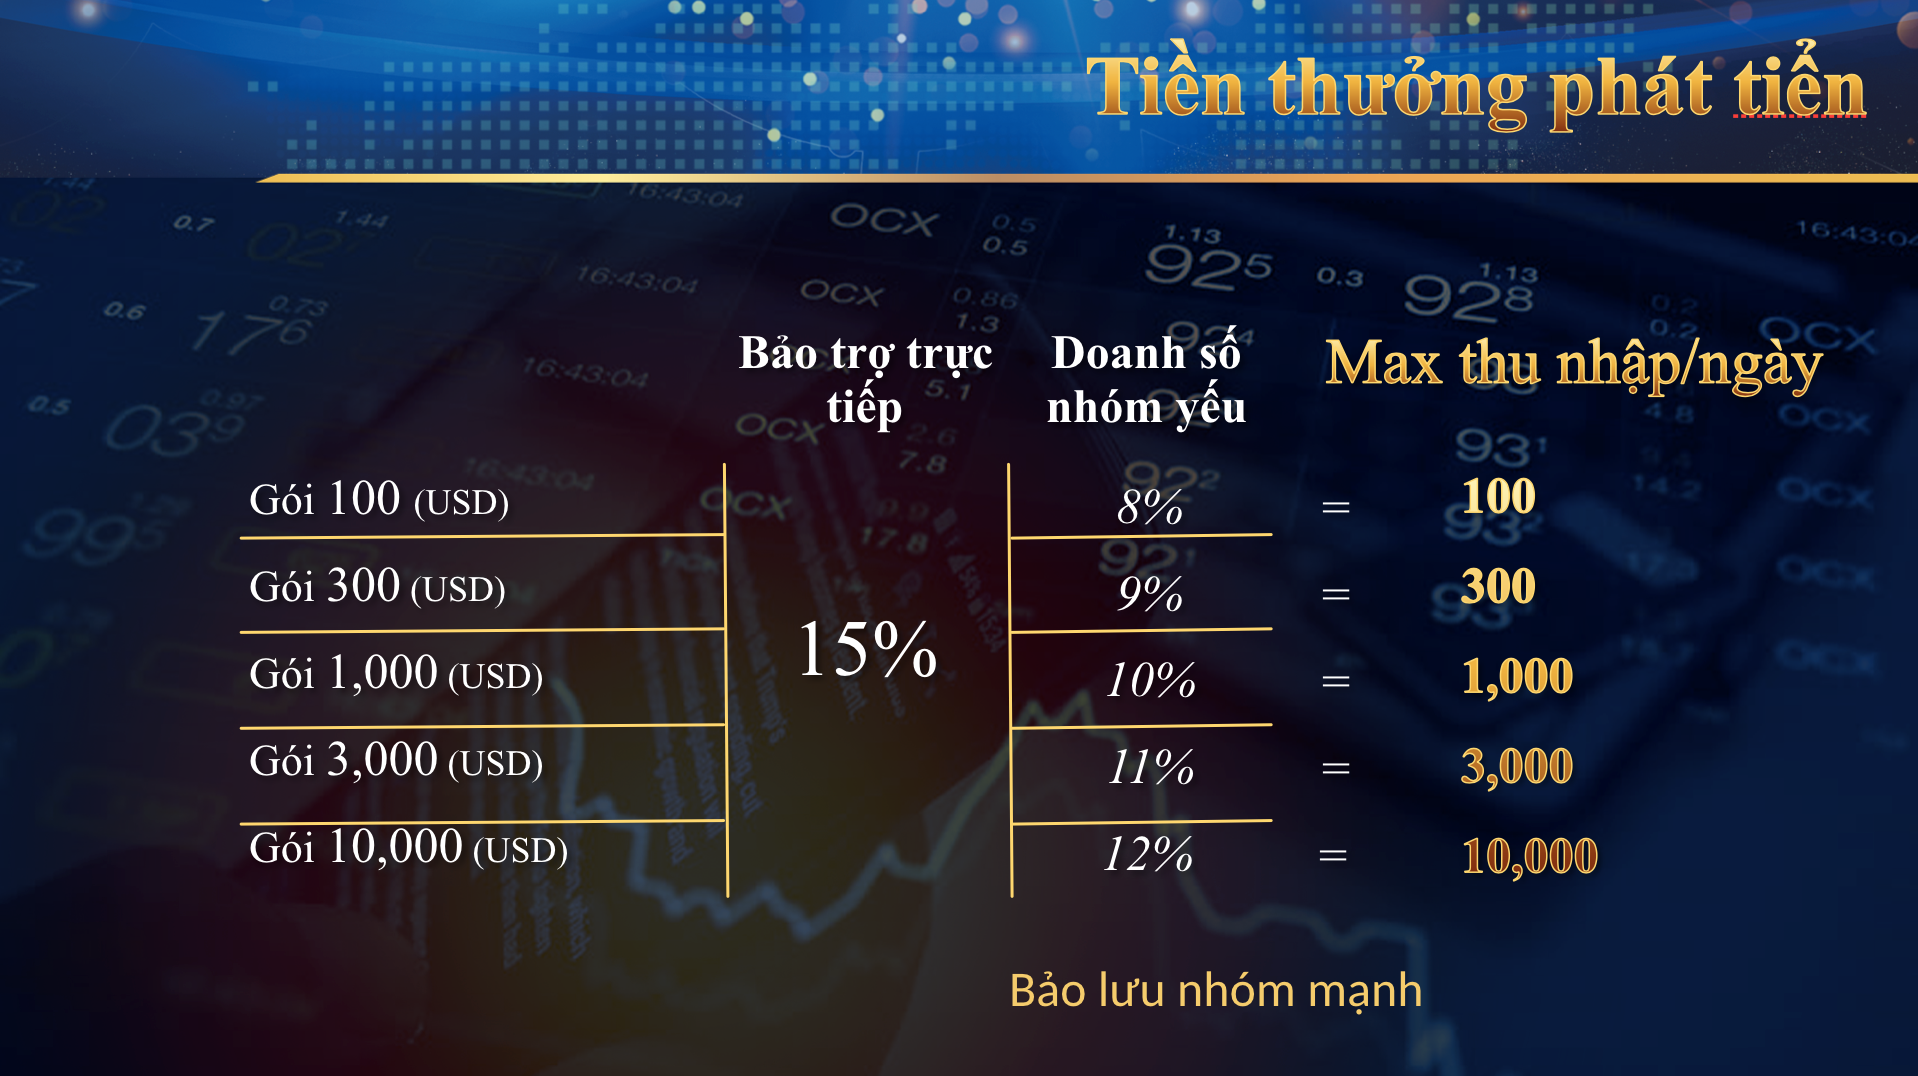 Tiền thưởng phát tiển
Bảo trợ trực tiếp
Doanh số nhóm yếu
Max thu nhập/ngày
Gói 100 (USD)
8%
=
100
Gói 300 (USD)
9%
=
300
15%
Gói 1,000 (USD)
10%
=
1,000
Gói 3,000 (USD)
11%
=
3,000
Gói 10,000 (USD)
12%
=
10,000
Bảo lưu nhóm mạnh